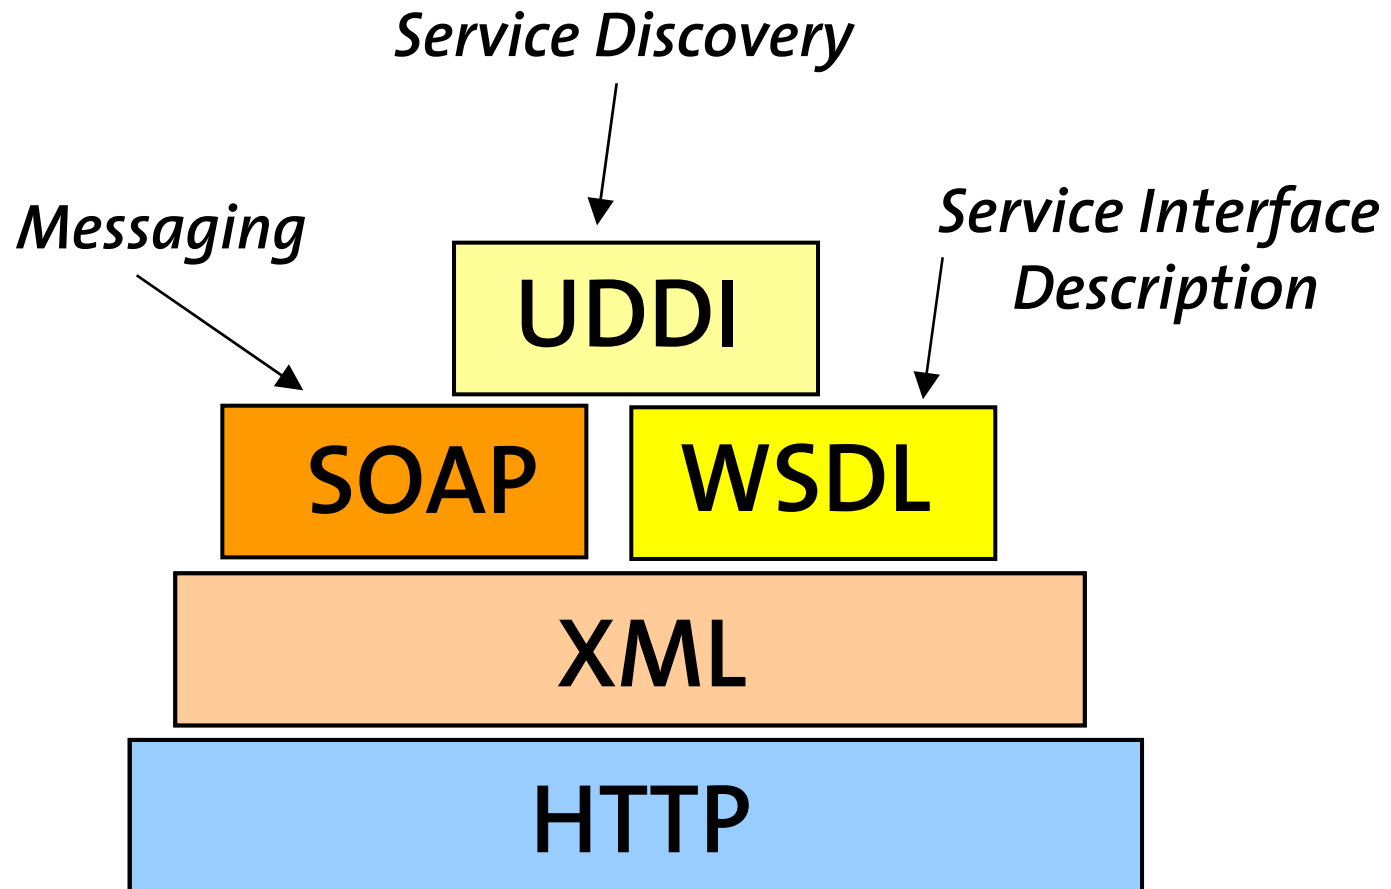 Service Discovery
Messaging
Service Interface
Description
UDDI
SOAP
WSDL
XML
HTTP